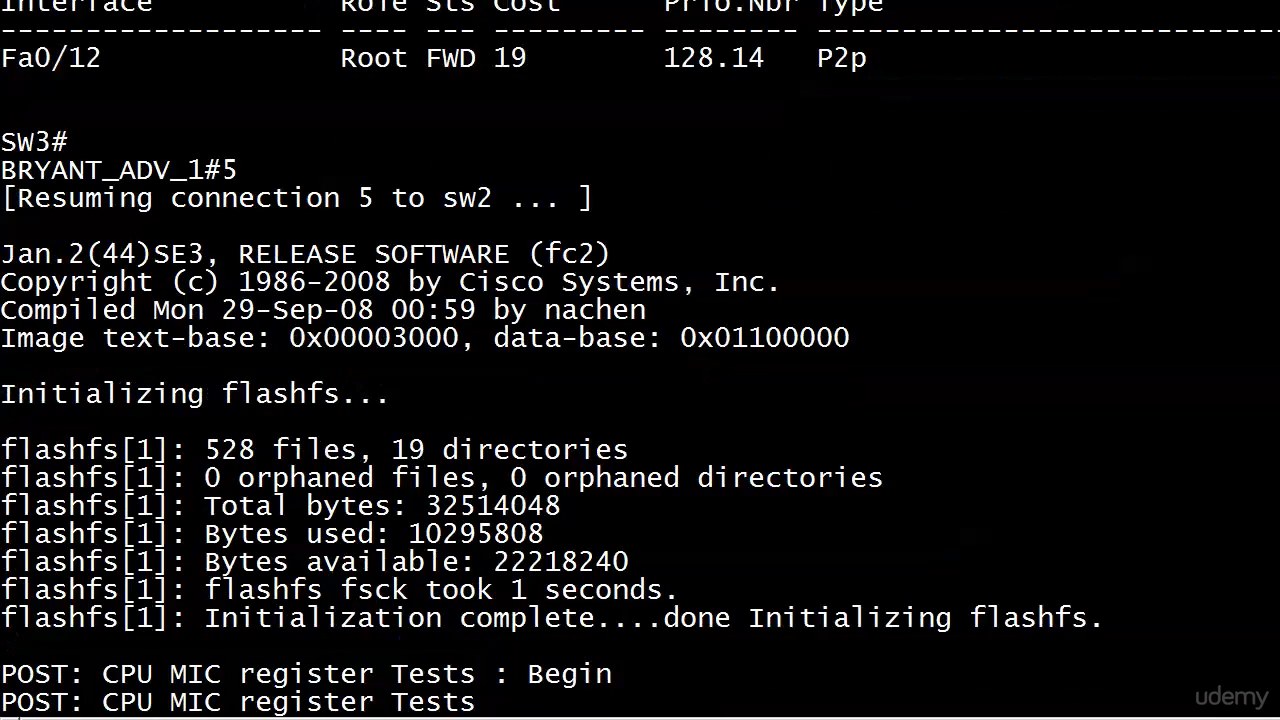 Interface Role Sts Cost Prio.Nbr Type
------------------- ---- --- --------- -------- --------------------------------
Fa0/12 Root FWD 19 128.14 P2p
SW3#
BRYANT_ADV_1#5
[Resuming connection 5 to sw2 ... ]
Jan.2(44)SE3, RELEASE SOFTWARE (fc2)
Copyright (c) 1986-2008 by Cisco Systems, Inc.
Compiled Mon 29-Sep-08 00:59 by nachen
Image text-base: 0x00003000, data-base: 0x01100000
Initializing flashfs...
flashfs[1]: 528 files, 19 directories
flashfs[1]: 0 orphaned files, 0 orphaned directories
flashfs[1]: Total bytes: 32514048
flashfs[1]: Bytes used: 10295808
flashfs[1]: Bytes available: 22218240
flashfs[1]: flashfs fsck took 1 seconds.
flashfs[1]: Initialization complete....done Initializing flashfs.
POST: CPU MIC register Tests : Begin
POST: CPU MIC register Tests
udemy